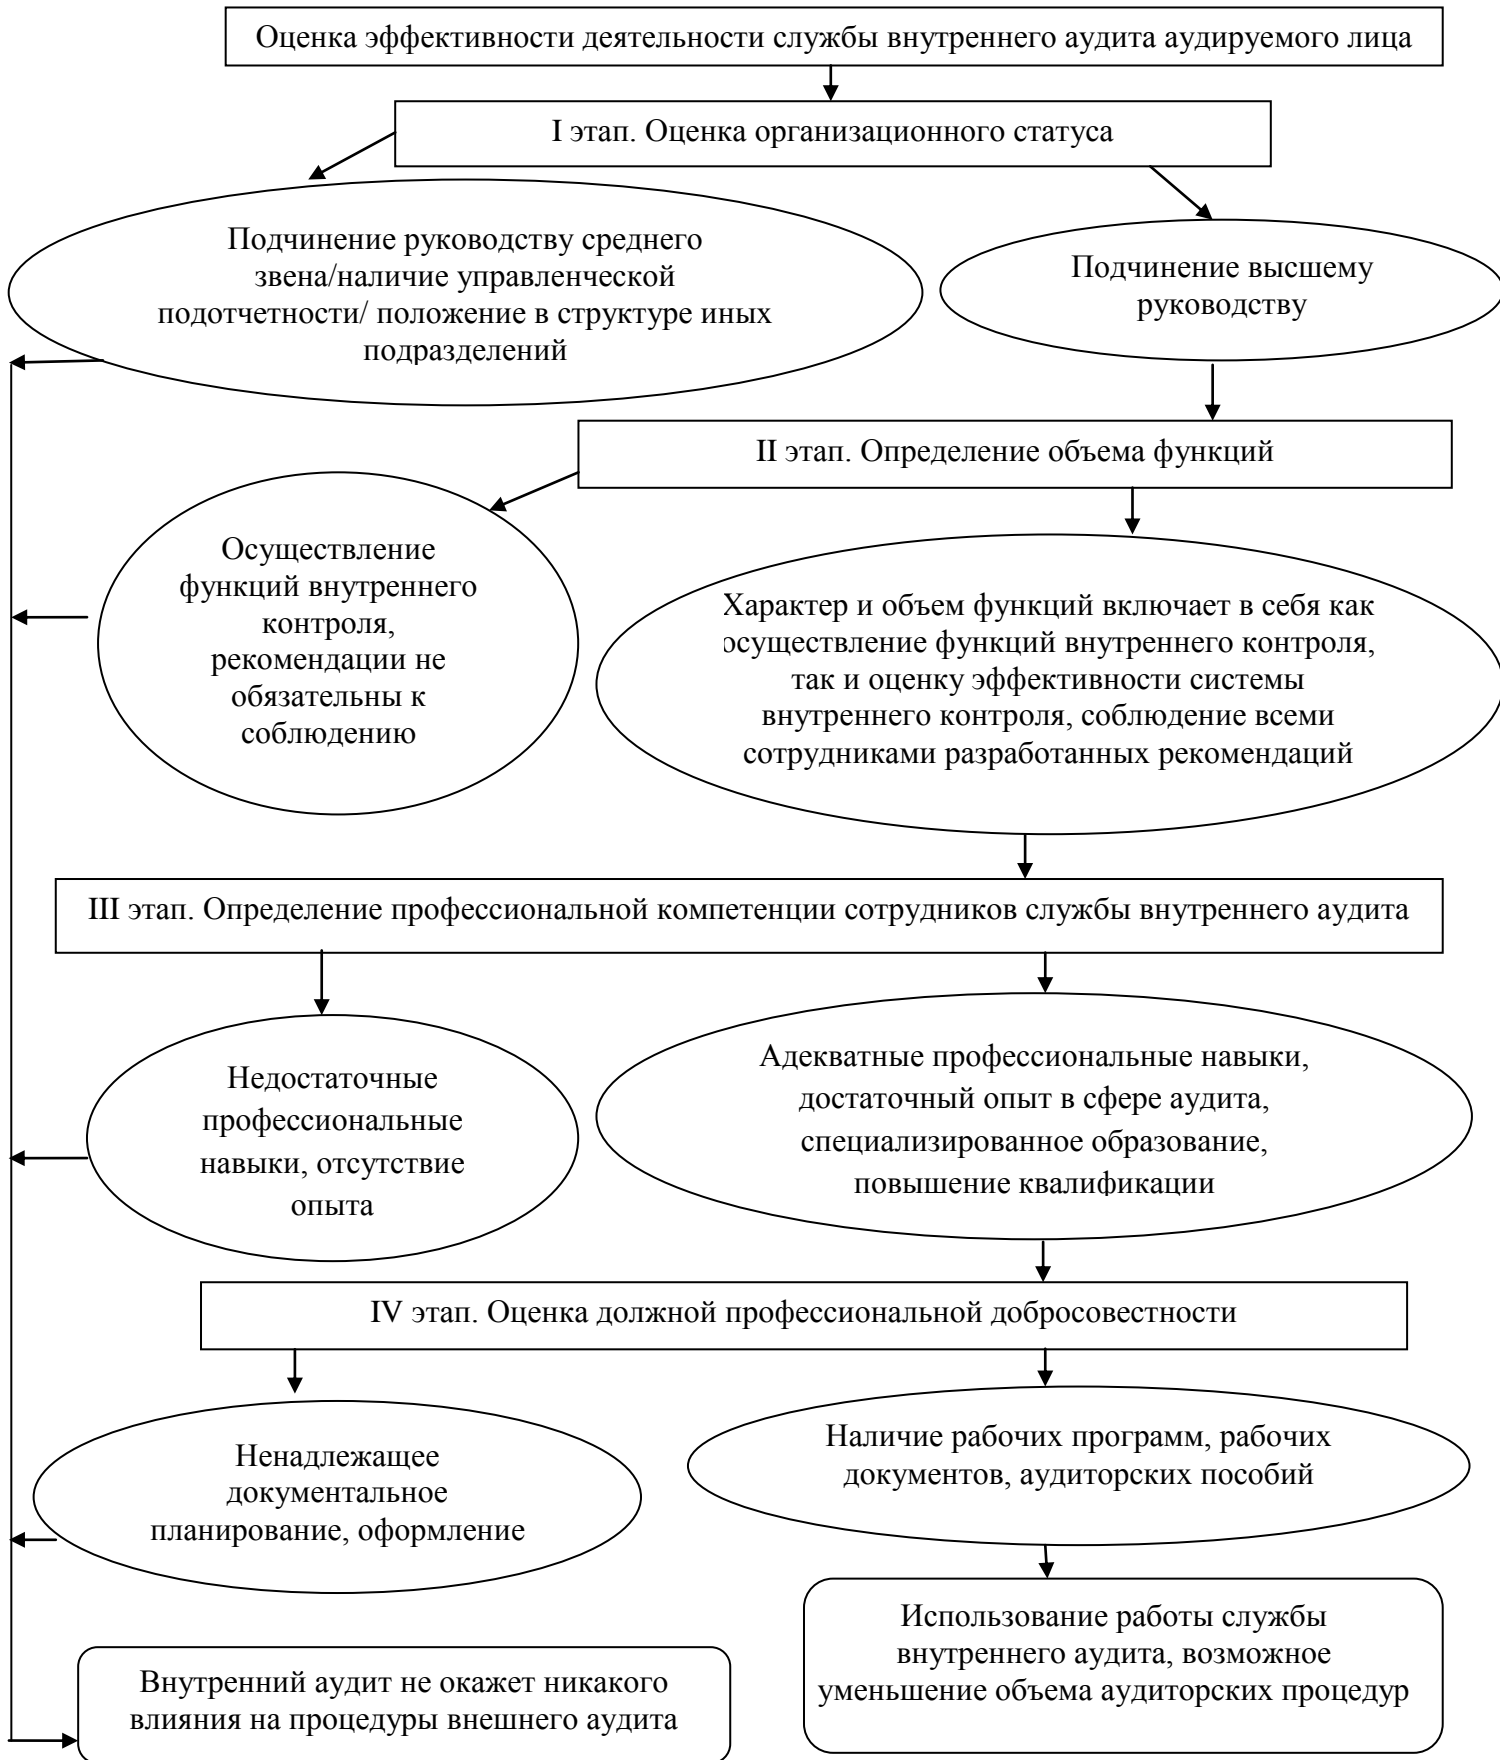 Оценка эффективности деятельности службы внутреннего аудита аудируемого лица
I этап. Оценка организационного статуса
Подчинение руководству среднего
звена/наличие управленческой
подотчетности/ положение в структуре иных
подразделений
Подчинение высшему
руководству
II этап. Определение объема функций
Осуществление
функций внутреннего
контроля,
рекомендации не
обязательны к
соблюдению
Характер и объем функций включает в себя как
осуществление функций внутреннего контроля,
так и оценку эффективности системы
внутреннего контроля, соблюдение всеми
сотрудниками разработанных рекомендаций
III этап. Определение профессиональной компетенции сотрудников службы внутреннего аудита
Недостаточные
профессиональные
навыки, отсутствие
опыта
Адекватные профессиональные навыки,
достаточный опыт в сфере аудита,
специализированное образование,
повышение квалификации
IV этап. Оценка должной профессиональной добросовестности
Ненадлежащее
документальное
планирование, оформление
Наличие рабочих программ, рабочих
документов, аудиторских пособий
Использование работы службы
внутреннего аудита, возможное
уменьшение объема аудиторских процедур
Внутренний аудит не окажет никакого
влияния на процедуры внешнего аудита